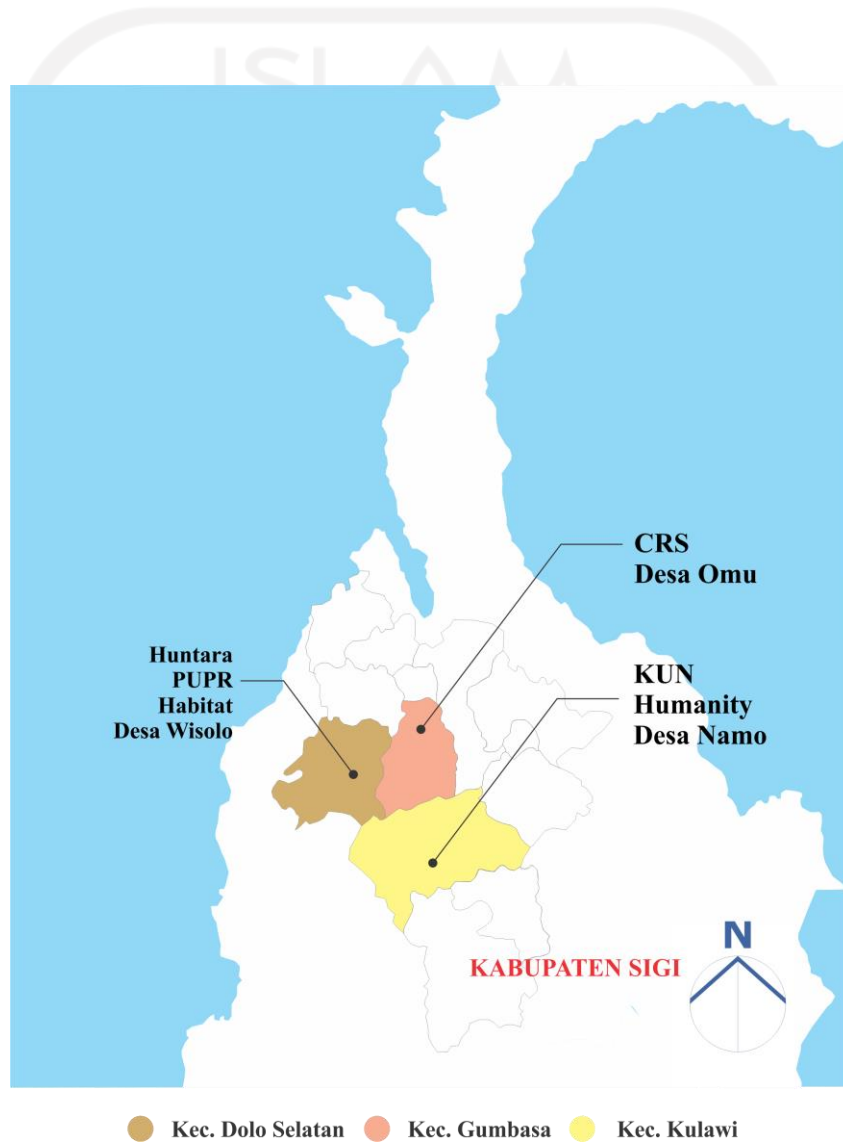 ISLAM
CRS
Desa Omu
Huntara
PUPR
Habitat
Desa Wisolo
KUN
Humanity
Desa Namo
N
KABUPATEN SIGI
Kec. Dolo Selatan Kec. Gumbasa Kec. Kulawi